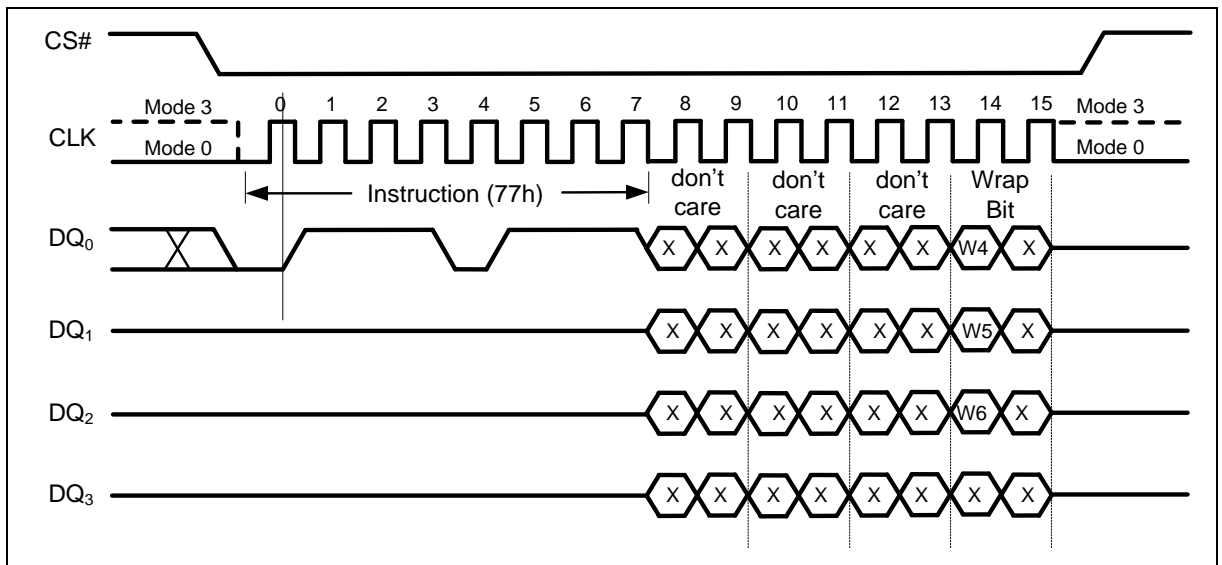 CS#
Mode 3 0 1 2 3 4 5 6 7 8 9 10 11 12 13 14 15 Mode 3
CLK
Mode 0 Mode 0
Instruction (77h) don't don't don't Wrap
care care care Bit
DQ0 X X X X X X W4 X
DQ1 X X X X X X W5 X
DQ2 X X X X X X W6 X
DQ3 X X X X X X X X